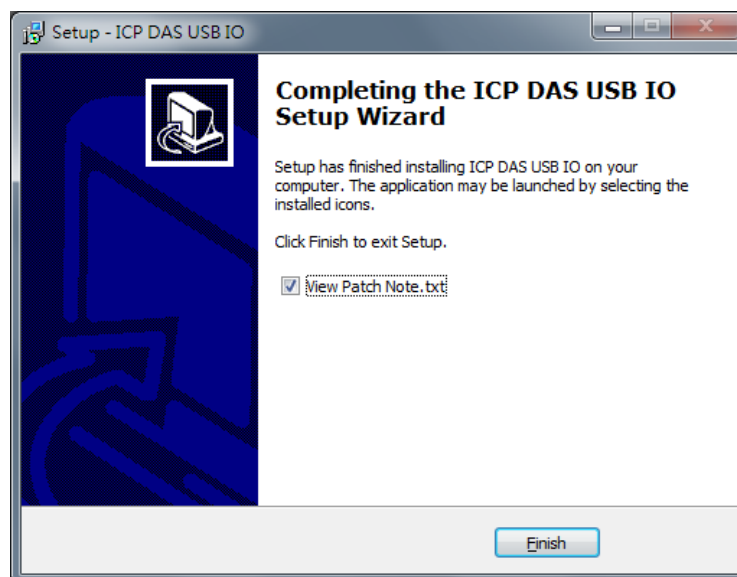 Setup - ICP DAS USB IO
Completing the ICP DAS USB IO
Setup Wizard
Setup has finished installing ICP DAS USB IO on your
computer. The application may be launched by selecting the
installed icons.
Click Finish to exit Setup.
View Patch Note.txt
Finish